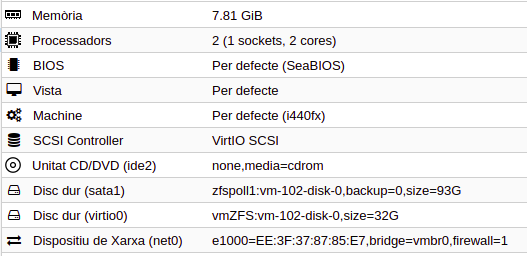 Memòria 7.81 GiB
Processadors 2 (1 sockets, 2 cores)
BIOS Per defecte (SeaBIOS)
Vista Per defecte
Machine Per defecte (i440fx)
SCSI Controller VirtIO SCSI
Unitat CD/DVD (ide2) none,media=cdrom
Disc dur (sata1) zfspoll1:vm-102-disk-0,backup=0,size=93G
Disc dur (virtio0) vmZFS:vm-102-disk-0,size=32G
Dispositiu de Xarxa (net0) e1000=EE:3F:37:87:85:E7,bridge=vmbr0,firewall=1